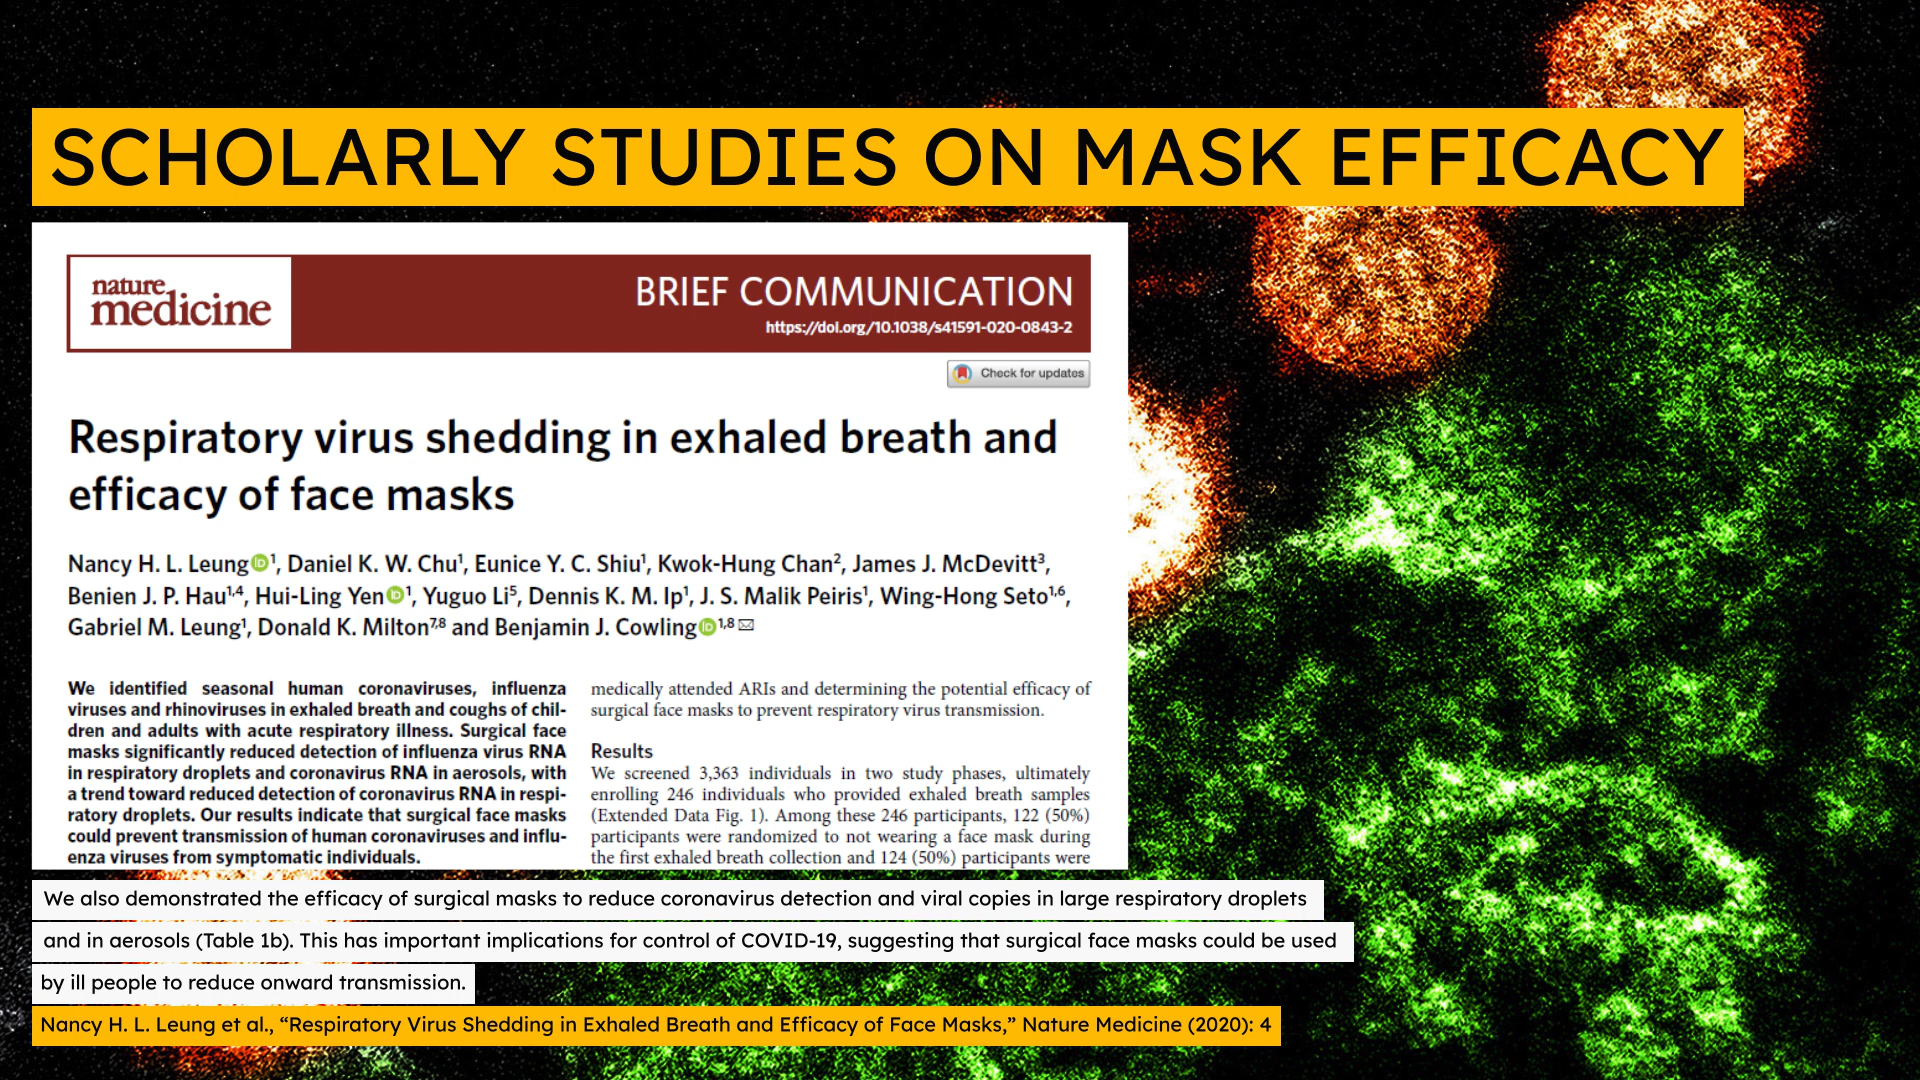 SCHOLARLY STUDIES ON MASK EFFICACY
nature
medicine
BRIEF COMMUNICATION
https://doi.org/10.1038/s41591-020-0843-2
Check for updates
Respiratory virus shedding in exhaled breath and
efficacy of face masks
Nancy H. L. Leung iD 1, Daniel K. W. Chu1, Eunice Y. C. Shiu1, Kwok-Hung Chan2, James J. McDevitt3,
Benien J. P. Hau1,4, Hui-Ling Yen iD 1, Yuguo Li5, Dennis K. M. Ip1, J. S. Malik Peiris1, Wing-Hong Seto1,6,
Gabriel M. Leung1, Donald K. Milton7,8 and Benjamin J. Cowling iD 1,8 ✉
We identified seasonal human coronaviruses, influenza
viruses and rhinoviruses in exhaled breath and coughs of chil-
dren and adults with acute respiratory illness. Surgical face
masks significantly reduced detection of influenza virus RNA
in respiratory droplets and coronavirus RNA in aerosols, with
a trend toward reduced detection of coronavirus RNA in respi-
ratory droplets. Our results indicate that surgical face masks
could prevent transmission of human coronaviruses and influ-
enza viruses from symptomatic individuals.
medically attended ARIs and determining the potential efficacy of
surgical face masks to prevent respiratory virus transmission.
Results
We screened 3,363 individuals in two study phases, ultimately
enrolling 246 individuals who provided exhaled breath samples
(Extended Data Fig. 1). Among these 246 participants, 122 (50%)
participants were randomized to not wearing a face mask during
the first exhaled breath collection and 124 (50%) participants were
We also demonstrated the efficacy of surgical masks to reduce coronavirus detection and viral copies in large respiratory droplets
and in aerosols (Table 1b). This has important implications for control of COVID-19, suggesting that surgical face masks could be used
by ill people to reduce onward transmission.
Nancy H. L. Leung et al., “Respiratory Virus Shedding in Exhaled Breath and Efficacy of Face Masks,” Nature Medicine (2020): 4